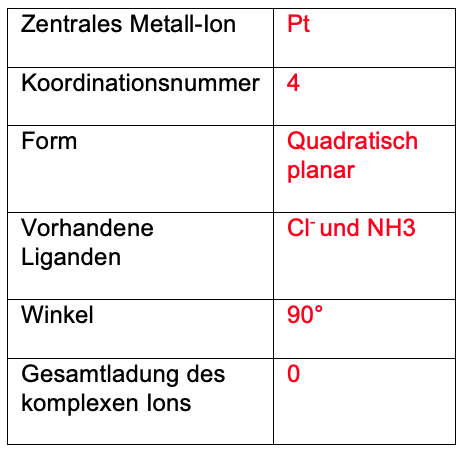 Zentrales Metall-Ion Pt
Koordinationsnummer 4
Form Quadratisch
planar
Vorhandene Cl⁻ und NH3
Liganden
Winkel 90°
Gesamtladung des 0
komplexen Ions